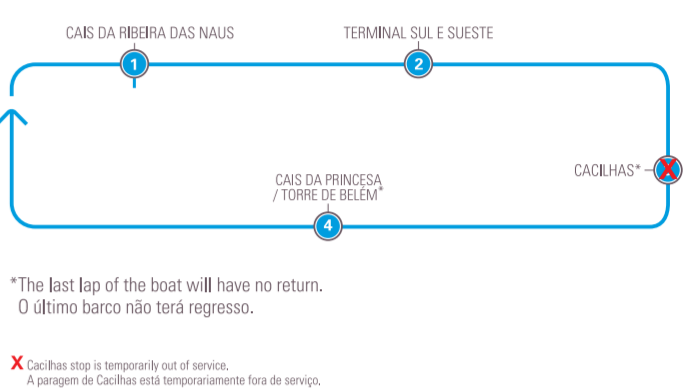 CAIS DA RIBEIRA DAS NAUS
TERMINAL SUL E SUESTE
1
2
CACILHAS*
X
CAIS DA PRINCESA
/ TORRE DE BELÉM*
4
*The last lap of the boat will have no return.
O último barco não terá regresso.
X Cacilhas stop is temporarily out of service,
A paragem de Cacilhas está temporariamente fora de serviço,